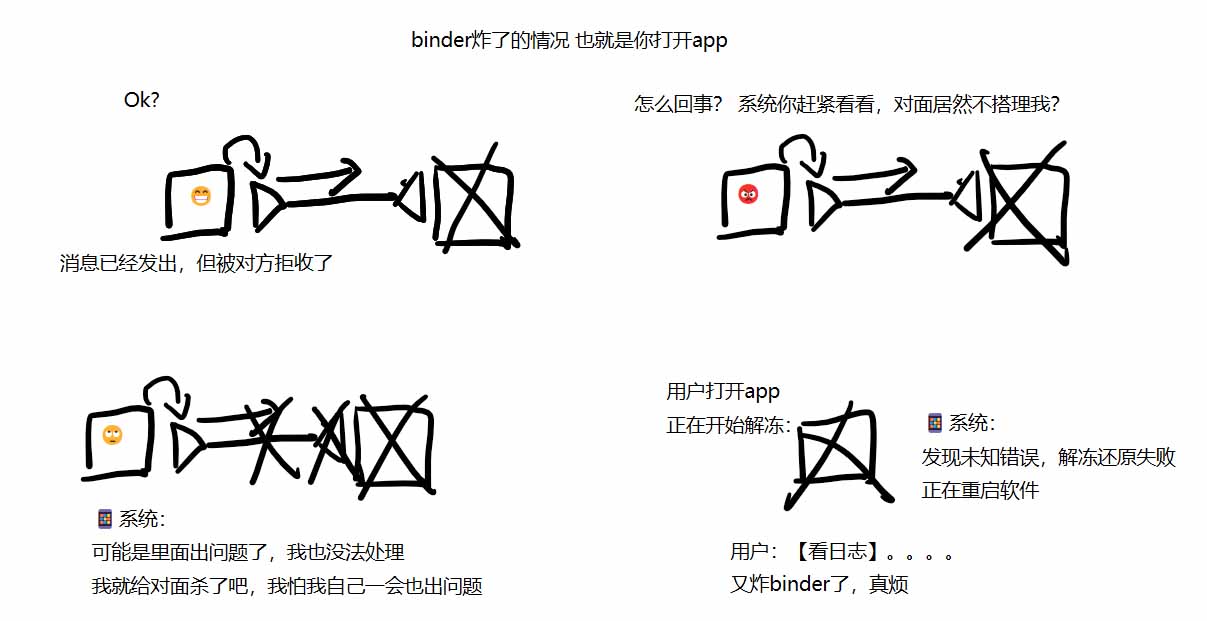 binder炸了的情况 也就是你打开app
Ok?
消息已经发出，但被对方拒收了
怎么回事？ 系统你赶紧看看，对面居然不搭理我？
系统：
可能是里面出问题了，我也没法处理
我就给对面杀了吧，我怕我自己一会也出问题
用户打开app
正在开始解冻：
系统：
发现未知错误，解冻还原失败
正在重启软件
用户：【看日志】。。。。
又炸binder了，真烦